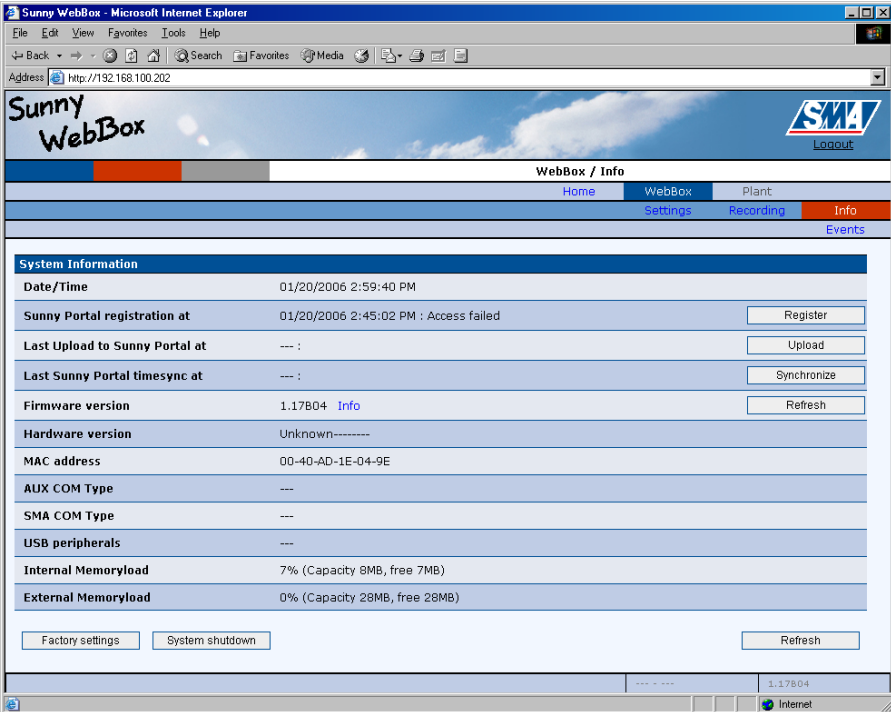 Sunny WebBox - Microsoft Internet Explorer
File Edit View Favorites Tools Help
Back Search Favorites Media
Address http://192.168.100.202
Sunny
WebBox
SMA
Logout
WebBox / Info
Home WebBox Plant
Settings Recording Info
Events
System Information
Date/Time 01/20/2006 2:59:40 PM
Sunny Portal registration at 01/20/2006 2:45:02 PM : Access failed Register
Last Upload to Sunny Portal at --- : Upload
Last Sunny Portal timesync at --- : Synchronize
Firmware version 1.17B04 Info Refresh
Hardware version Unknown--------
MAC address 00-40-AD-1E-04-9E
AUX COM Type ---
SMA COM Type ---
USB peripherals ---
Internal Memoryload 7% (Capacity 8MB, free 7MB)
External Memoryload 0% (Capacity 28MB, free 28MB)
Factory settings System shutdown Refresh
--- - --- 1.17B04
Internet